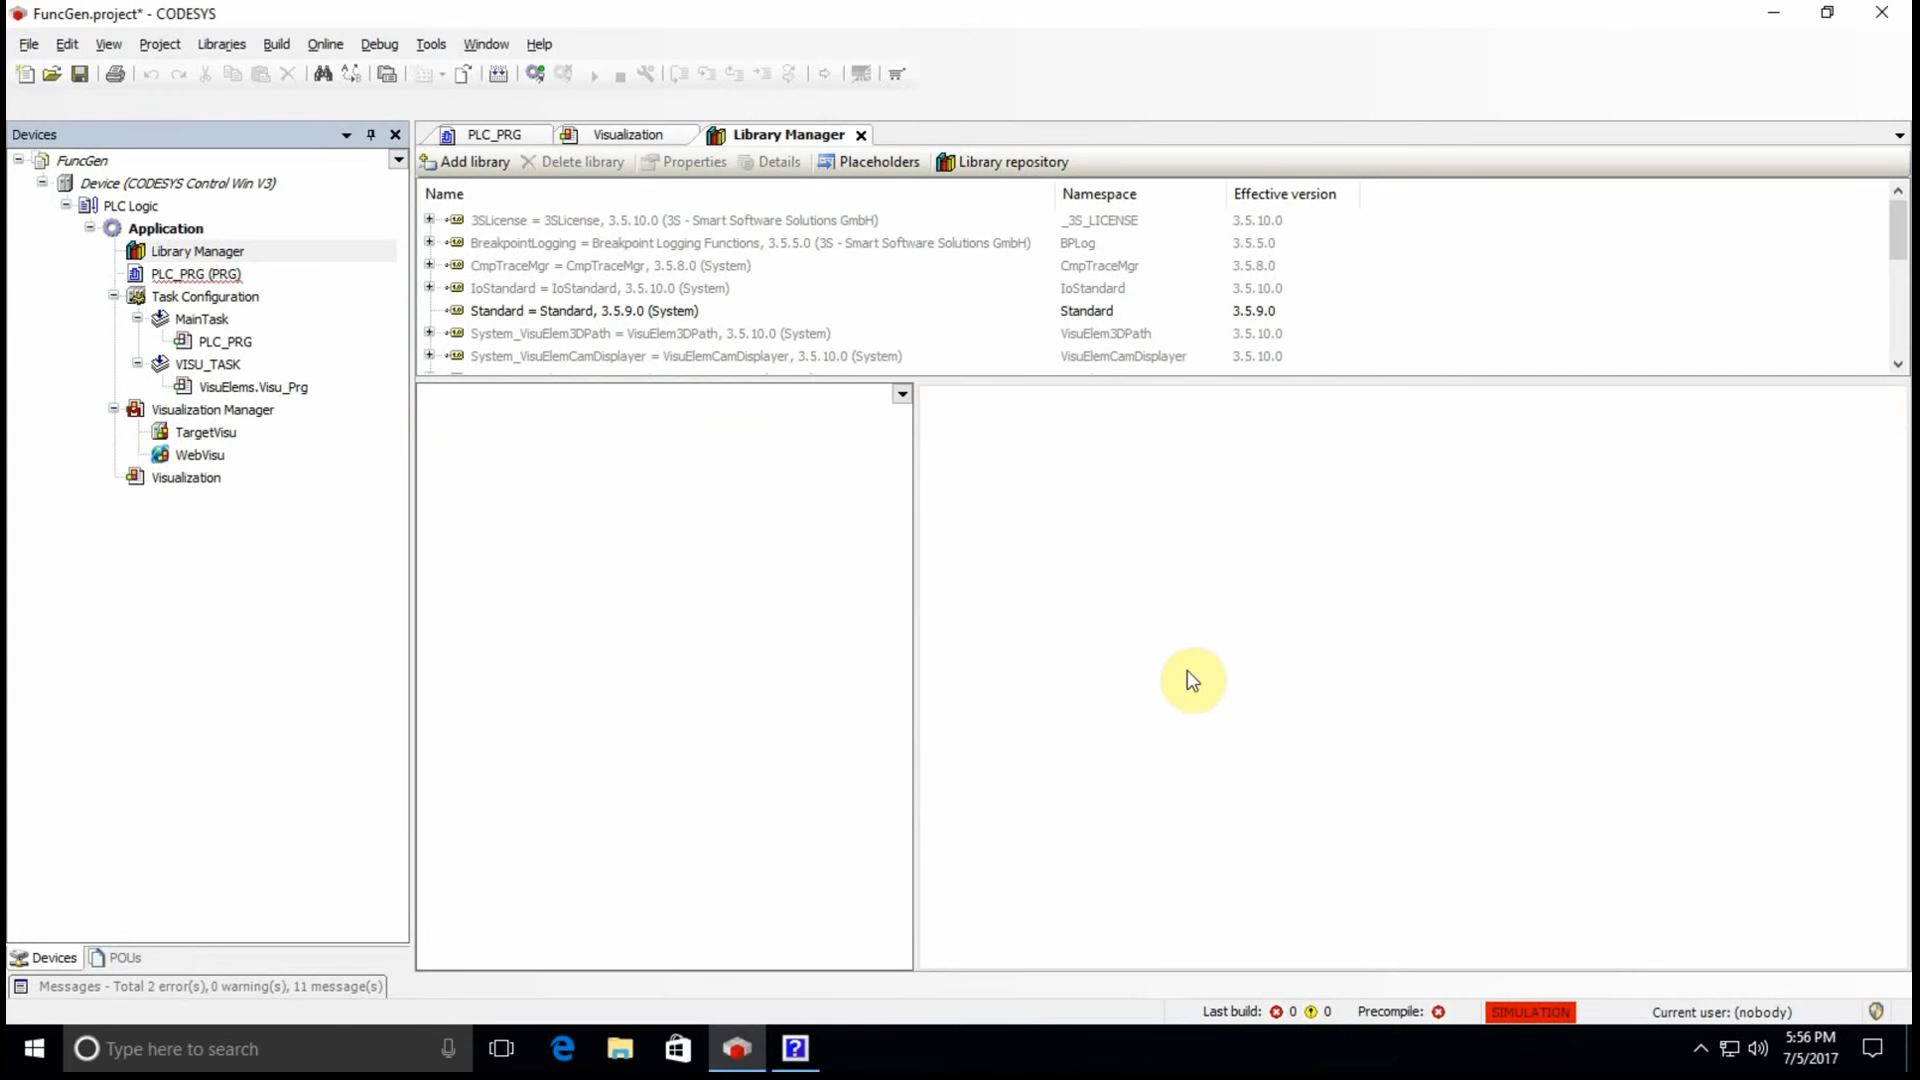 FuncGen.project* - CODESYS
File Edit View Project Libraries Build Online Debug Tools Window Help
Devices
FuncGen
Device (CODESYS Control Win V3)
PLC Logic
Application
Library Manager
PLC_PRG (PRG)
Task Configuration
MainTask
PLC_PRG
VISU_TASK
VisuElems.Visu_Prg
Visualization Manager
TargetVisu
WebVisu
Visualization
Devices POUs
PLC_PRG Visualization Library Manager
Add library Delete library Properties Details Placeholders Library repository
Name Namespace Effective version
3SLicense = 3SLicense, 3.5.10.0 (3S - Smart Software Solutions GmbH) _3S_LICENSE 3.5.10.0
BreakpointLogging = Breakpoint Logging Functions, 3.5.5.0 (3S - Smart Software Solutions GmbH) BPLog 3.5.5.0
CmpTraceMgr = CmpTraceMgr, 3.5.8.0 (System) CmpTraceMgr 3.5.8.0
IoStandard = IoStandard, 3.5.10.0 (System) IoStandard 3.5.10.0
Standard = Standard, 3.5.9.0 (System) Standard 3.5.9.0
System_VisuElem3DPath = VisuElem3DPath, 3.5.10.0 (System) VisuElem3DPath 3.5.10.0
System_VisuElemCamDisplayer = VisuElemCamDisplayer, 3.5.10.0 (System) VisuElemCamDisplayer 3.5.10.0
Messages - Total 2 error(s), 0 warning(s), 11 message(s)
Last build: 0 0 Precompile: SIMULATION Current user: (nobody)
Type here to search
5:56 PM
7/5/2017